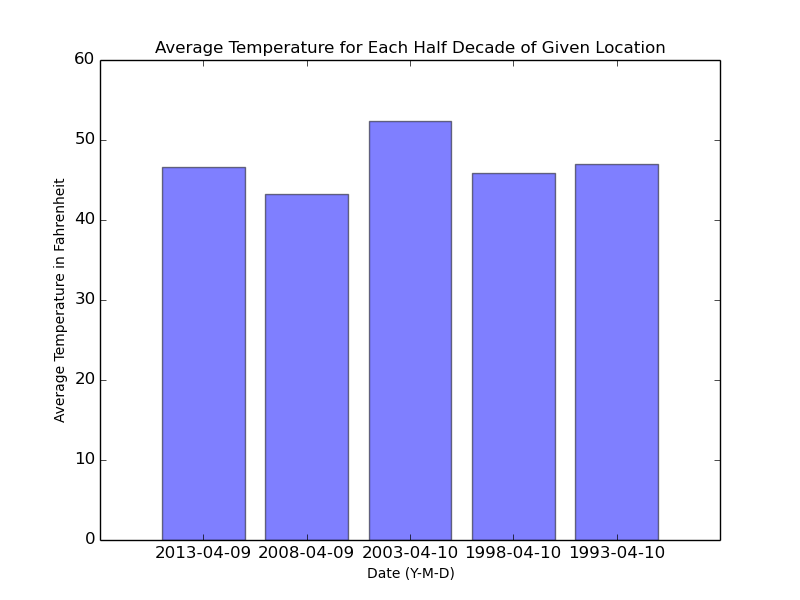 Average Temperature for Each Half Decade of Given Location
60
50
40
30
20
10
0
Average Temperature in Fahrenheit
2013-04-09 2008-04-09 2003-04-10 1998-04-10 1993-04-10
Date (Y-M-D)